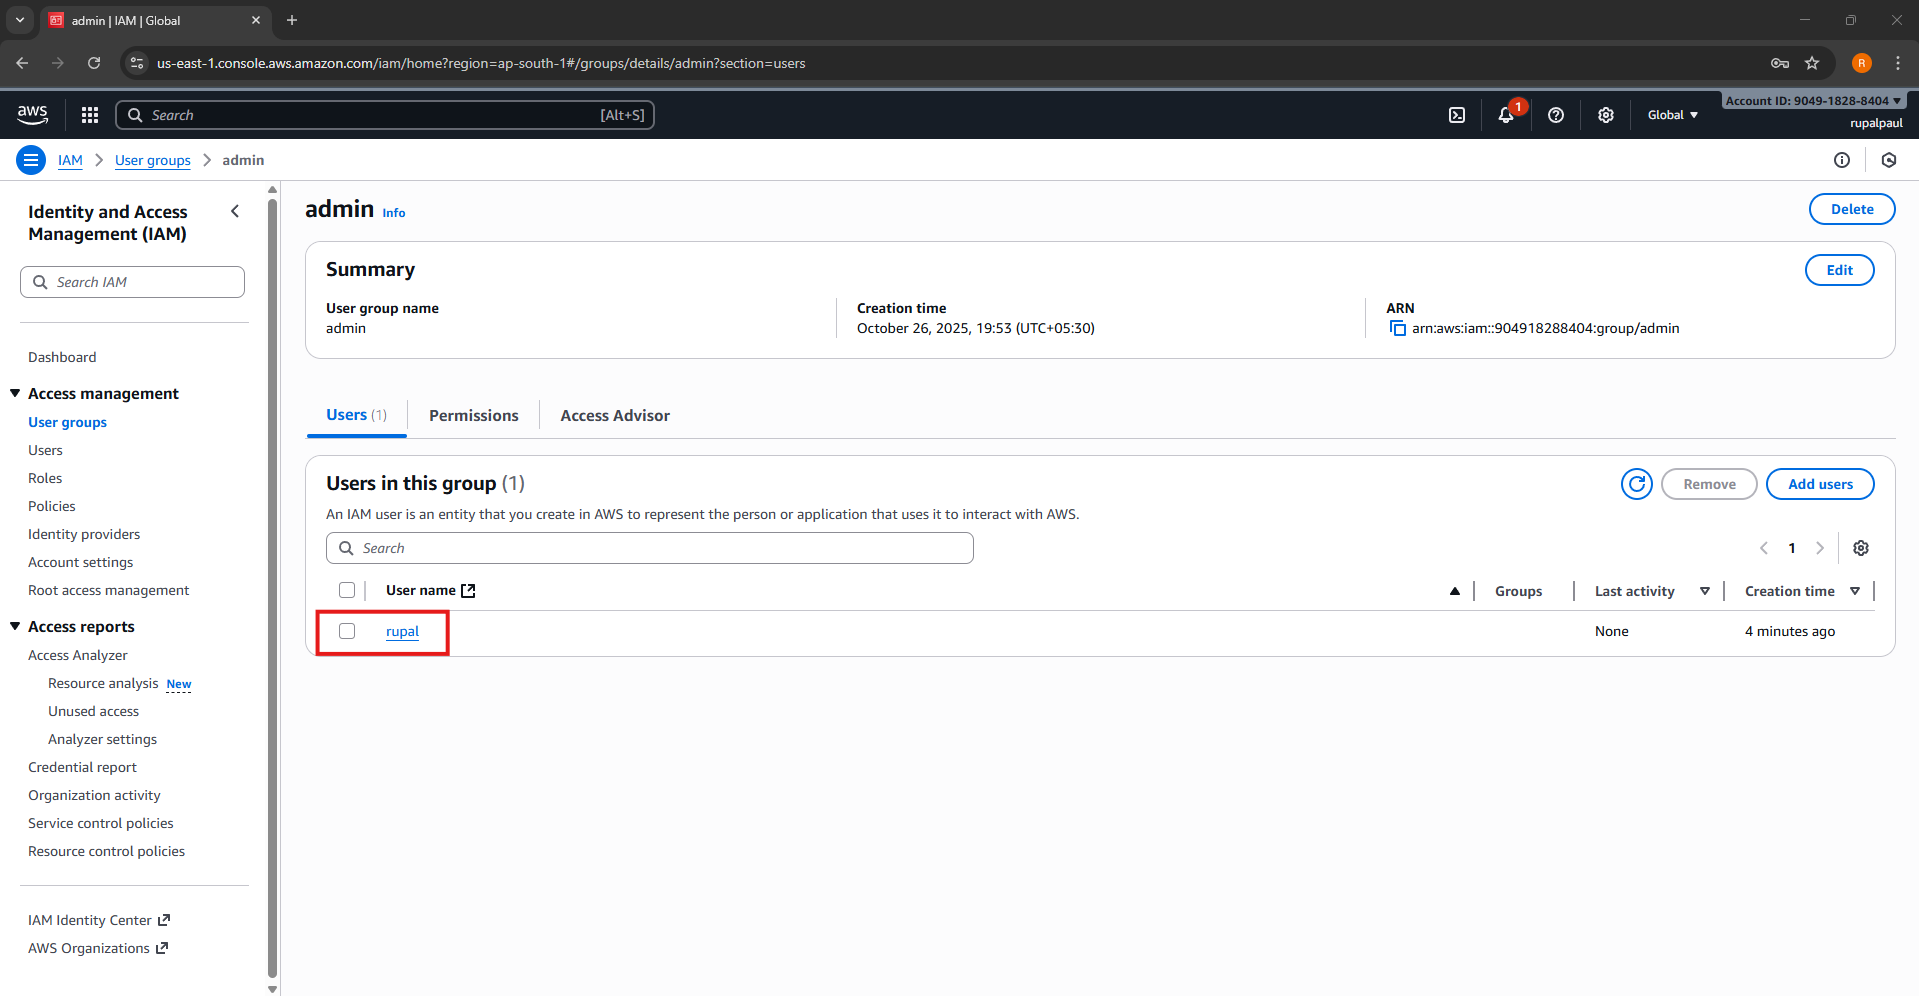 admin | IAM | Global
us-east-1.console.aws.amazon.com/iam/home?region=ap-south-1#/groups/details/admin?section=users
R
aws
Search
[Alt+S]
1
Global
Account ID: 9049-1828-8404
rupalpaul
IAM
User groups
admin
Identity and Access
Management (IAM)
Search IAM
Dashboard
Access management
User groups
Users
Roles
Policies
Identity providers
Account settings
Root access management
Access reports
Access Analyzer
Resource analysis New
Unused access
Analyzer settings
Credential report
Organization activity
Service control policies
Resource control policies
IAM Identity Center
AWS Organizations
admin Info
Delete
Summary
Edit
User group name
admin
Creation time
October 26, 2025, 19:53 (UTC+05:30)
ARN
arn:aws:iam::904918288404:group/admin
Users (1)
Permissions
Access Advisor
Users in this group (1)
Remove
Add users
An IAM user is an entity that you create in AWS to represent the person or application that uses it to interact with AWS.
Search
1
User name
Groups
Last activity
Creation time
rupal
None
4 minutes ago